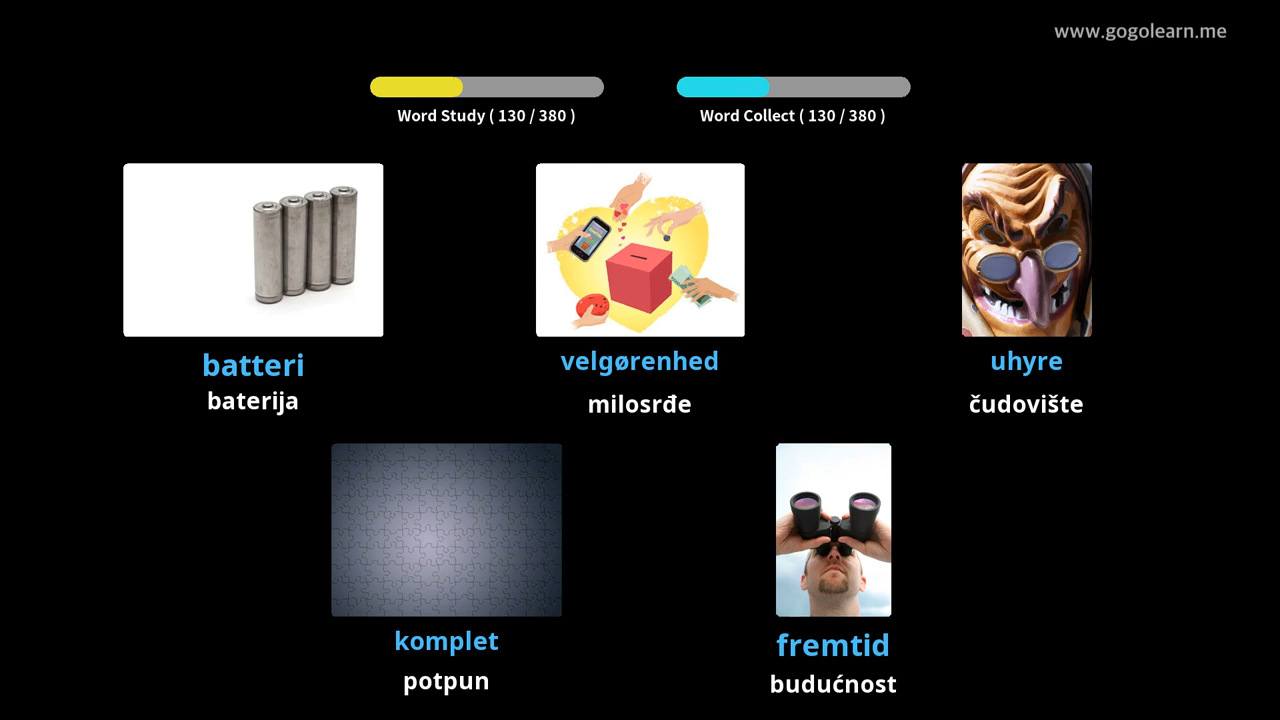 www.gogolearn.me
Word Study ( 130 / 380 )
Word Collect ( 130 / 380 )
batteri
baterija
velgørenhed
milosrđe
uhyre
čudovište
komplet
potpun
fremtid
budućnost